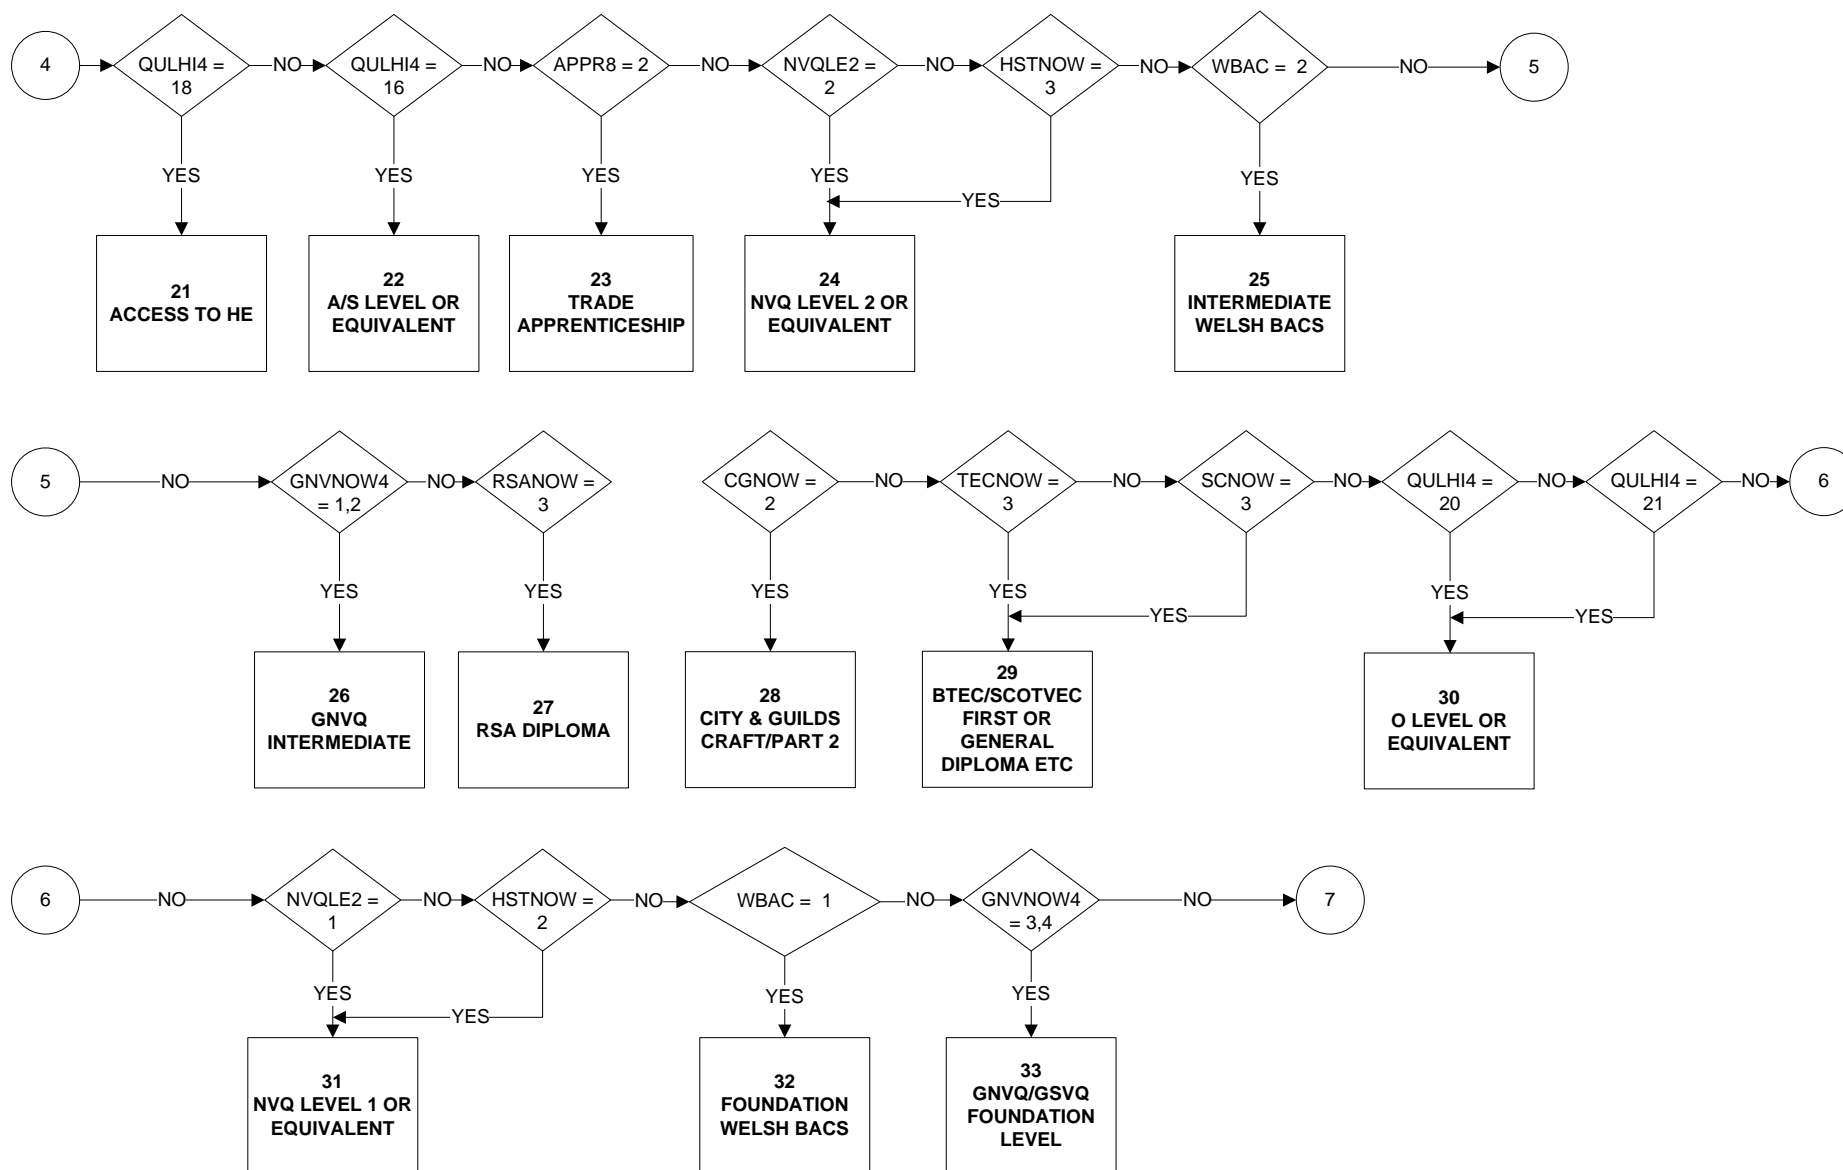 4
QULHI4 =
18
NO
QULHI4 =
16
NO
APPR8 = 2
NO
NVQLE2 =
2
NO
HSTNOW =
3
NO
WBAC = 2
NO
5
YES
YES
YES
YES
YES
YES
21
ACCESS TO HE
22
A/S LEVEL OR
EQUIVALENT
23
TRADE
APPRENTICESHIP
24
NVQ LEVEL 2 OR
EQUIVALENT
25
INTERMEDIATE
WELSH BACS
5
NO
GNVNOW4
= 1,2
NO
RSANOW =
3
CGNOW =
2
NO
TECNOW =
3
NO
SCNOW =
3
NO
QULHI4 =
20
NO
QULHI4 =
21
NO
6
YES
YES
YES
YES
YES
YES
YES
26
GNVQ
INTERMEDIATE
27
RSA DIPLOMA
28
CITY & GUILDS
CRAFT/PART 2
29
BTEC/SCOTVEC
FIRST OR
GENERAL
DIPLOMA ETC
30
O LEVEL OR
EQUIVALENT
6
NO
NVQLE2 =
1
NO
HSTNOW =
2
NO
WBAC = 1
NO
GNVNOW4
= 3,4
NO
7
YES
YES
YES
YES
31
NVQ LEVEL 1 OR
EQUIVALENT
32
FOUNDATION
WELSH BACS
33
GNVQ/GSVQ
FOUNDATION
LEVEL